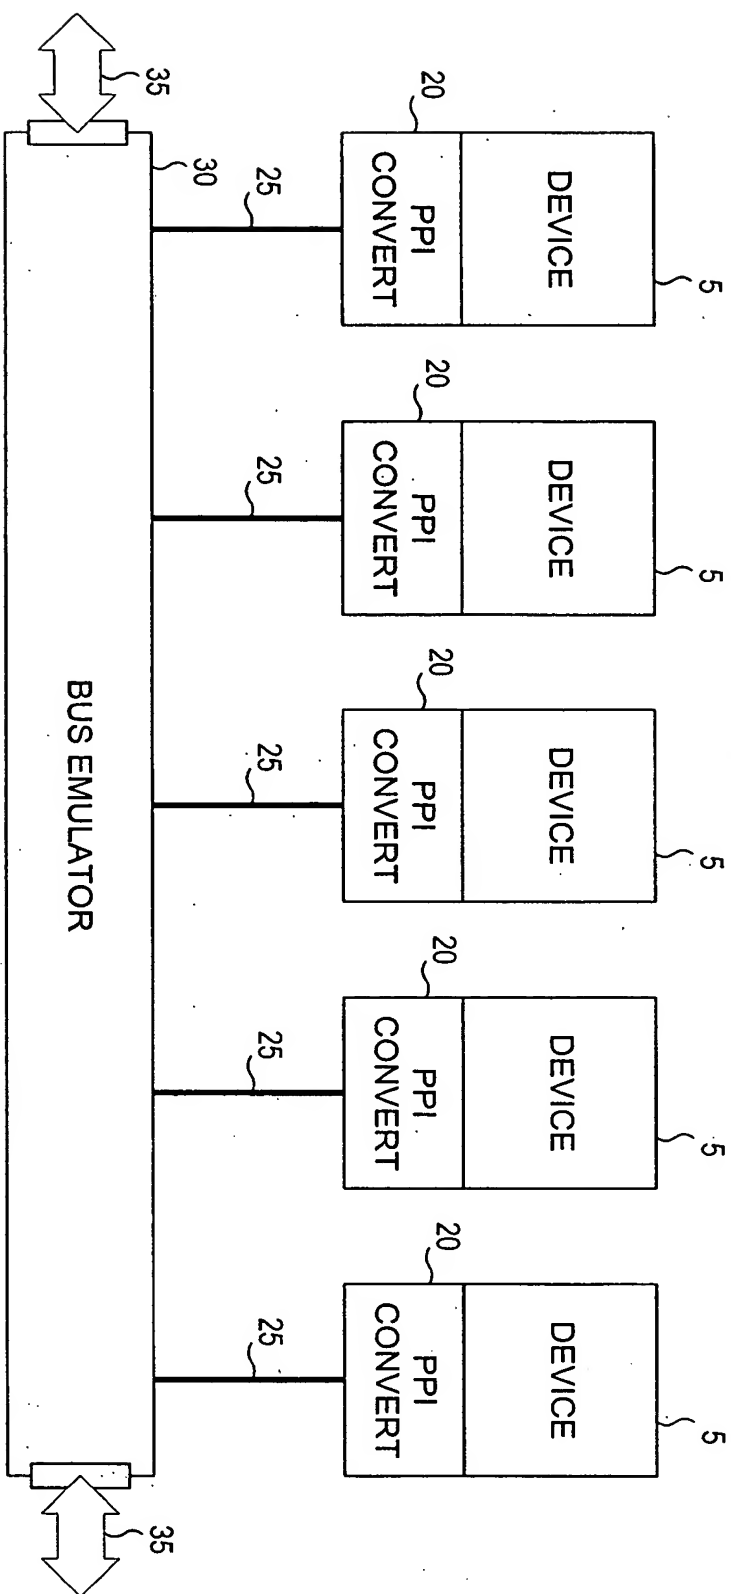 5 5 5 5 5
DEVICE DEVICE DEVICE DEVICE DEVICE
20 20 20 20 20
PPI PPI PPI PPI PPI
CONVERT CONVERT CONVERT CONVERT CONVERT
25 25 25 25 25
30
35 35
BUS EMULATOR